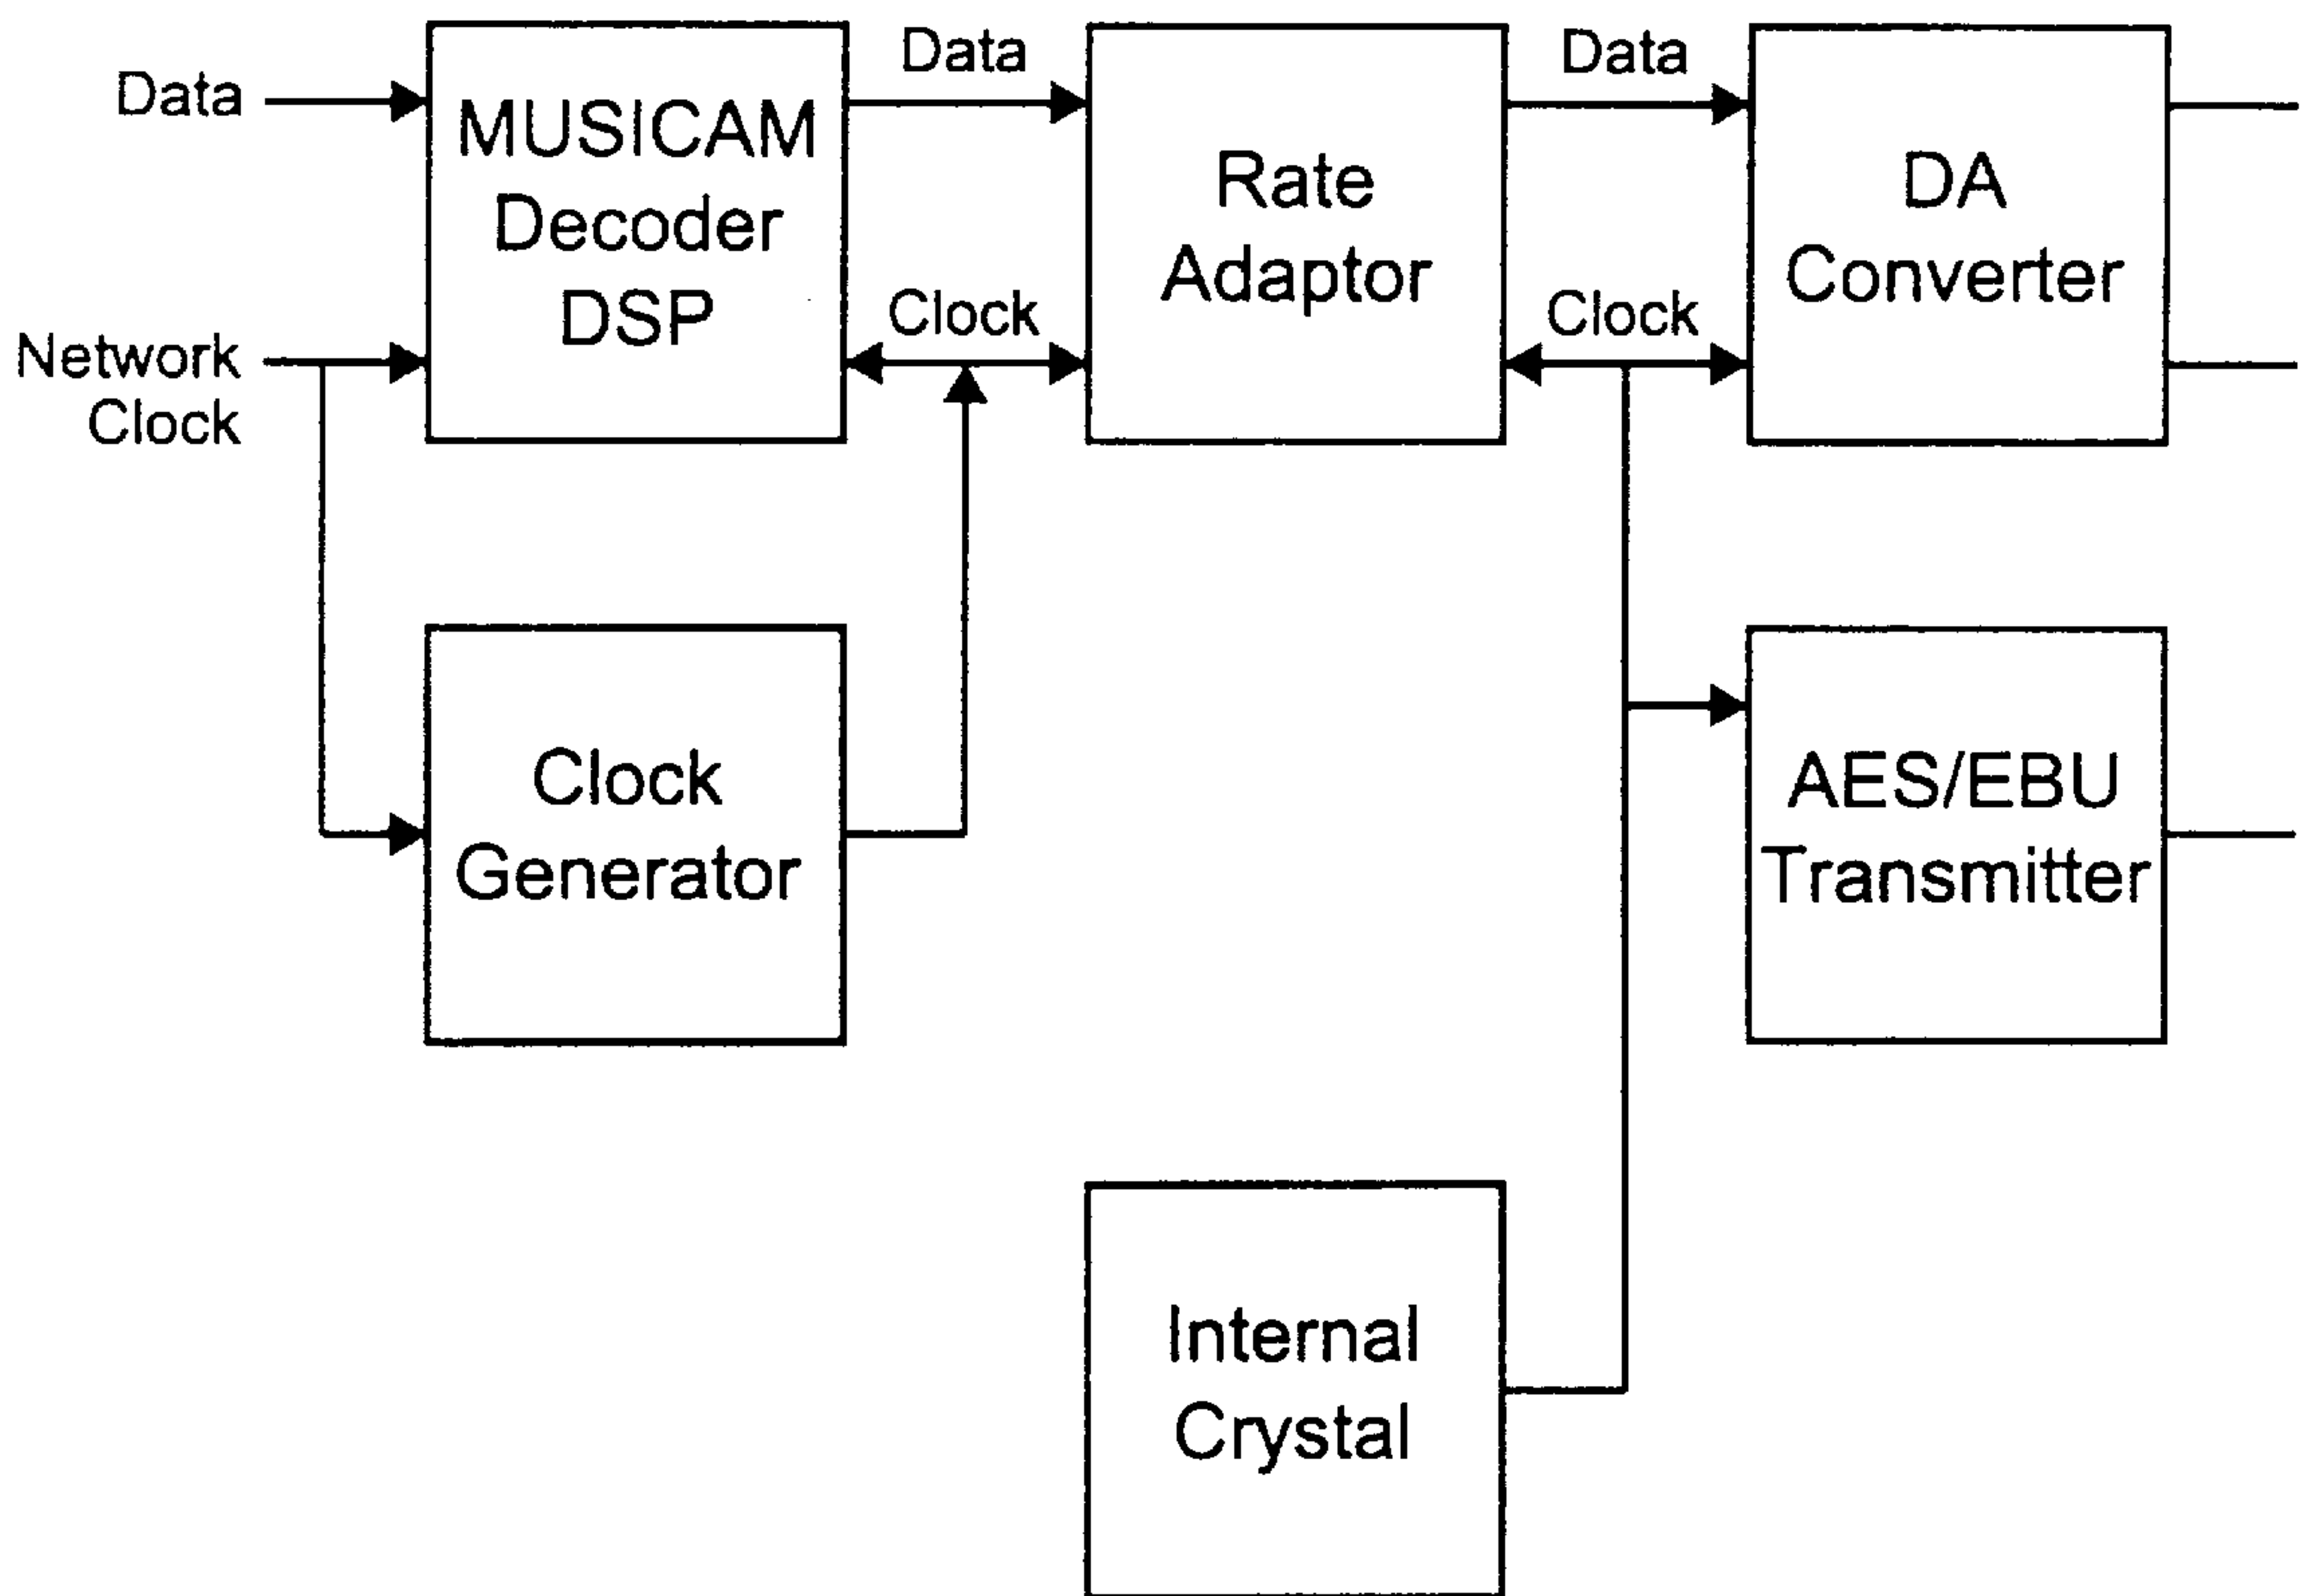 Data
MUSICAM
Decoder
DSP
Data
Rate
Adaptor
Data
DA
Converter
Network
Clock
Clock
Clock
Clock
Generator
AES/EBU
Transmitter
Internal
Crystal